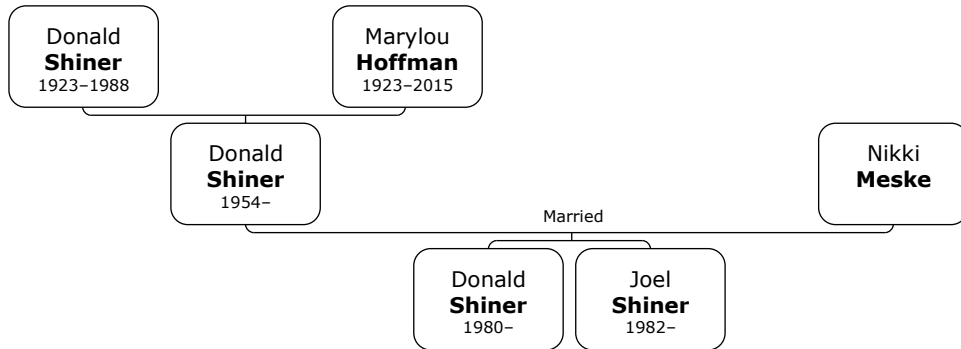 Donald
Shiner
1923–1988
Marylou
Hoffman
1923–2015
Donald
Shiner
1954–
Nikki
Meske
Married
Donald
Shiner
1980–
Joel
Shiner
1982–